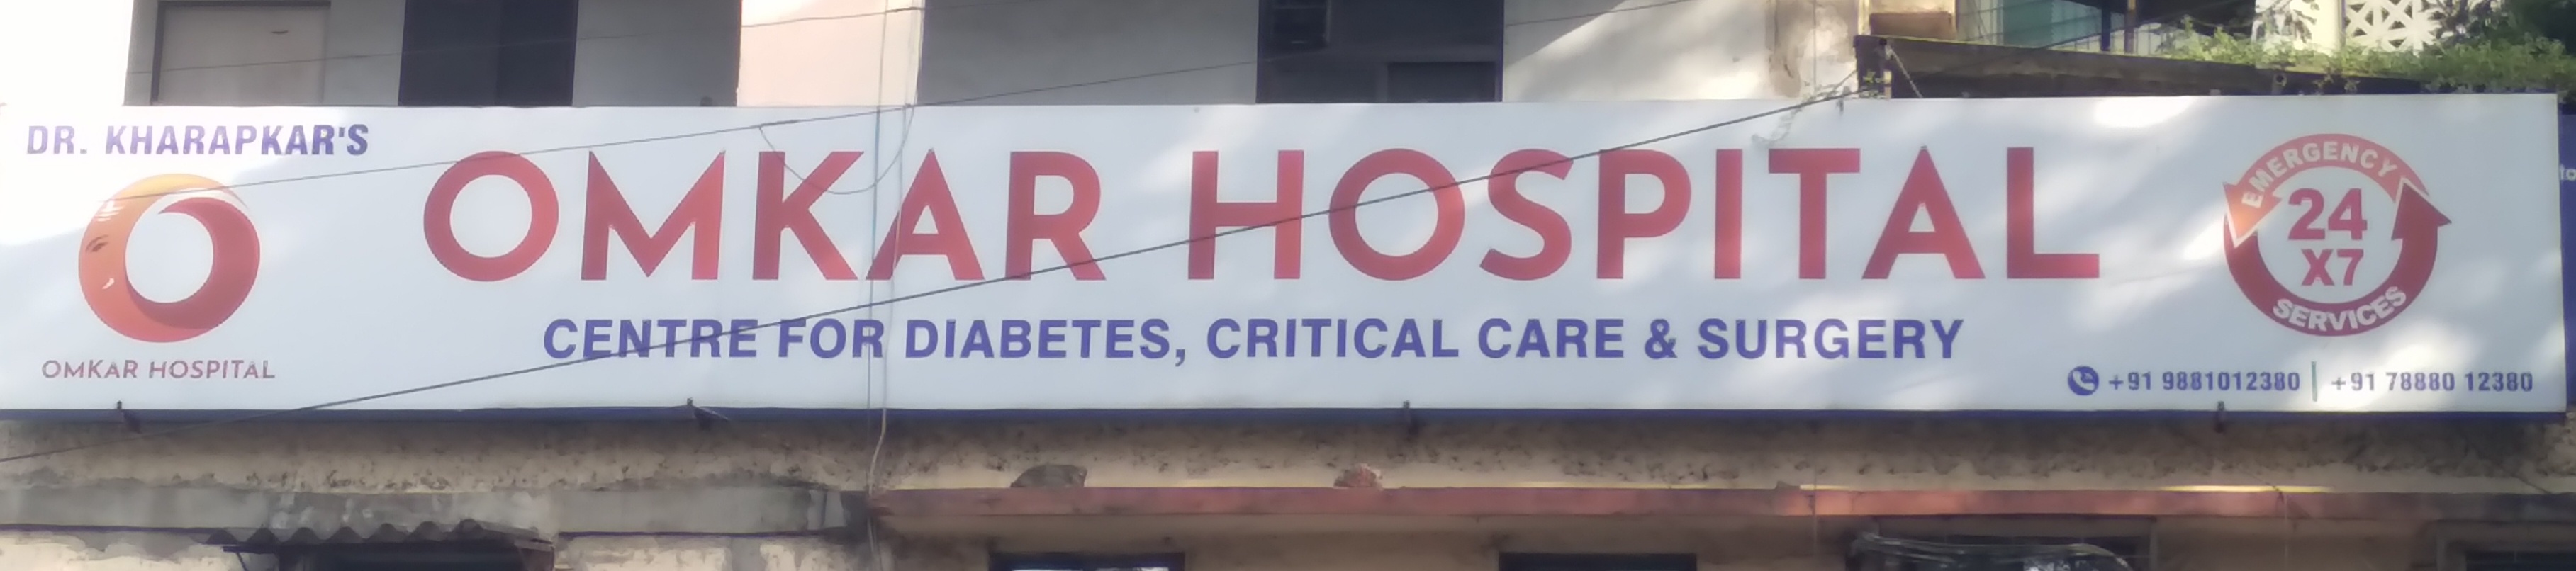 DR. KHARAPKAR'S
OMKAR HOSPITAL
OMKAR HOSPITAL
CENTRE FOR DIABETES, CRITICAL CARE & SURGERY
EMERGENCY
24
X7
SERVICES
+91 9881012380 | +91 78880 12380